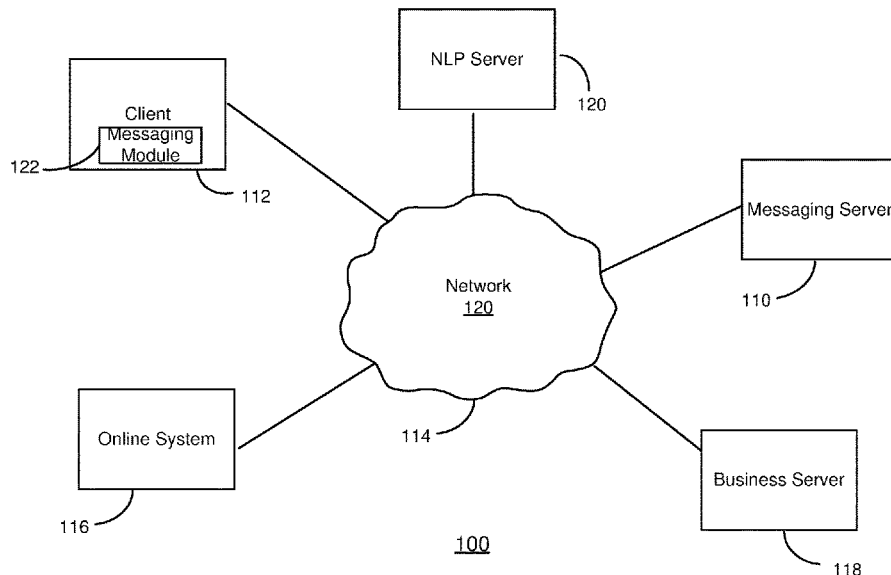 NLP Server
120
Client
Messaging
Module
122
112
Messaging Server
110
Network
120
114
Online System
116
Business Server
118
100